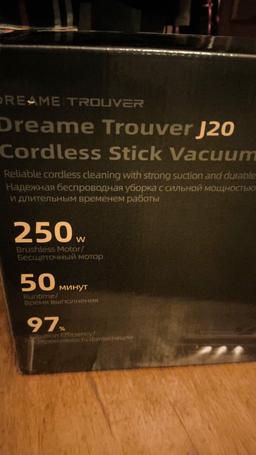 DREAME TROUVER
Dreame Trouver J20
Cordless Stick Vacuum
Reliable cordless cleaning with strong suction and durable
Надежная беспроводная уборка с сильной мощностью
и длительным временем работы
250 W
Brushless Motor/
Бесщеточный мотор
50 минут
Runtime/
Время выполнения
97%
Efficiency/